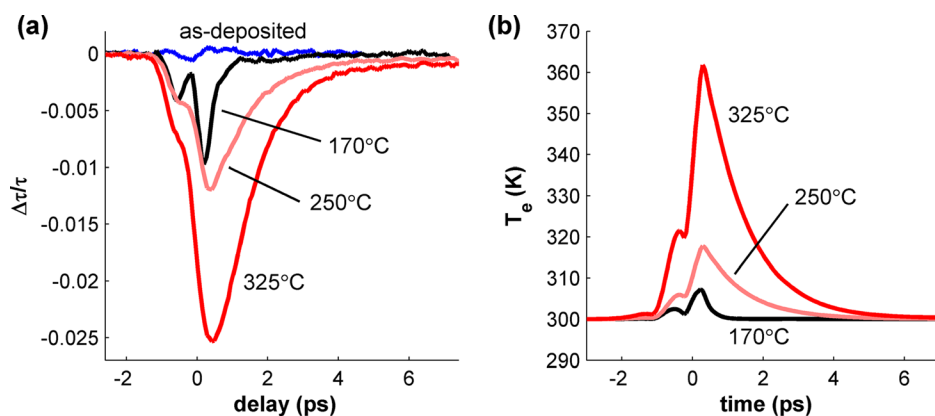 (a)
as-deposited
0
-0.005
-0.01
-0.015
-0.02
-0.025
Δτ/τ
170°C
250°C
325°C
-2 0 2 4 6
delay (ps)
(b)
370
360
350
340
330
320
310
300
290
T_e (K)
325°C
250°C
170°C
-2 0 2 4 6
time (ps)